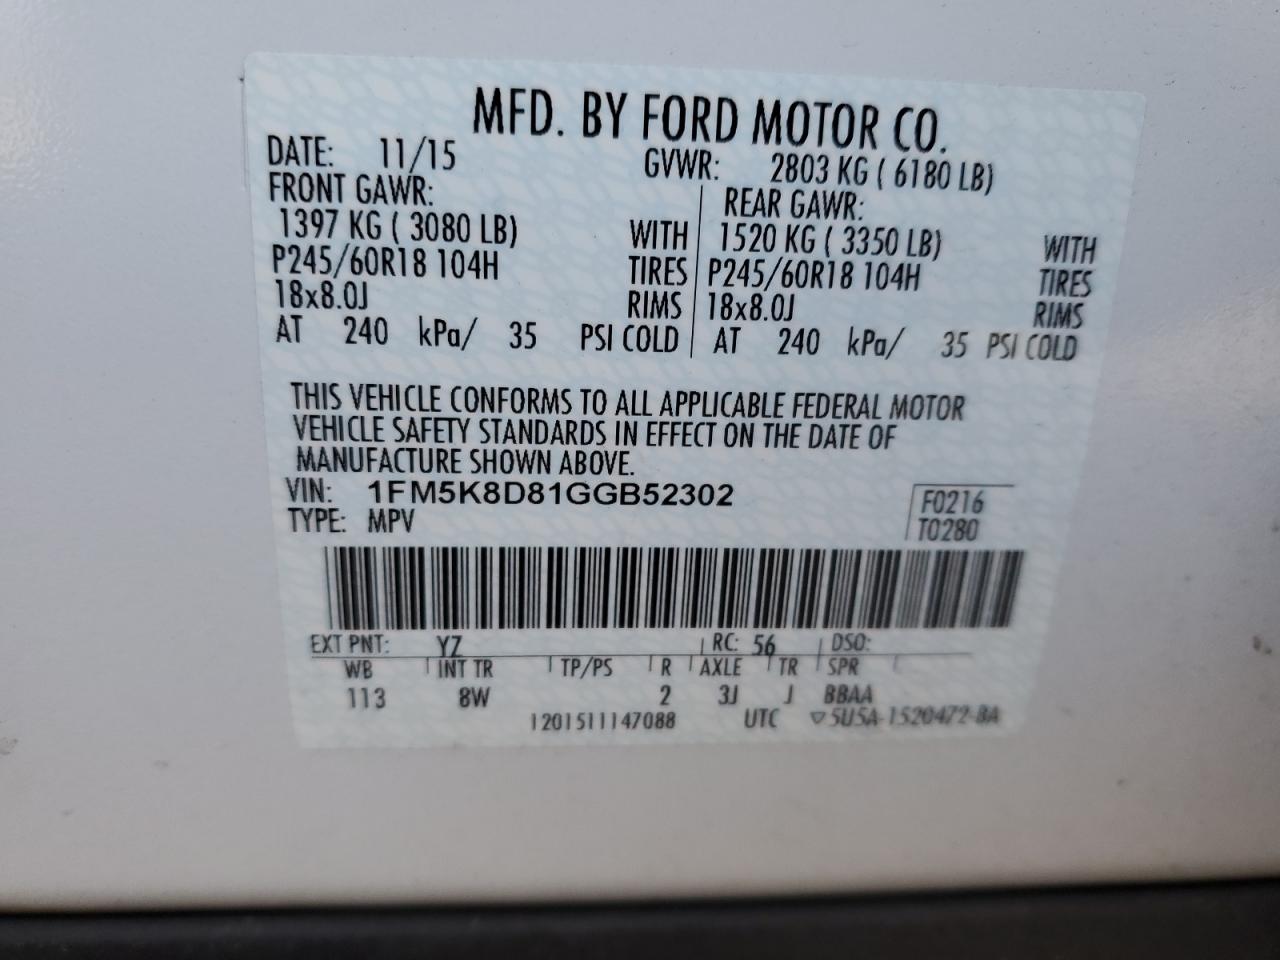 MFD. BY FORD MOTOR CO.
DATE: 11/15 GVWR: 2803 KG ( 6180 LB)
FRONT GAWR: REAR GAWR:
1397 KG ( 3080 LB) WITH 1520 KG ( 3350 LB) WITH
P245/60R18 104H TIRES P245/60R18 104H TIRES
18x8.0J RIMS 18x8.0J RIMS
AT 240 kPa/ 35 PSI COLD AT 240 kPa/ 35 PSI COLD
THIS VEHICLE CONFORMS TO ALL APPLICABLE FEDERAL MOTOR
VEHICLE SAFETY STANDARDS IN EFFECT ON THE DATE OF
MANUFACTURE SHOWN ABOVE.
VIN: 1FM5K8D81GGB52302 F0216
TYPE: MPV T0280
EXT PNT: YZ RC: 56 DSO:
WB INT TR TP/PS R AXLE TR SPR
113 8W 2 3J J BBAA
1201511147088 UTC ▽5U5A-1520472-BA